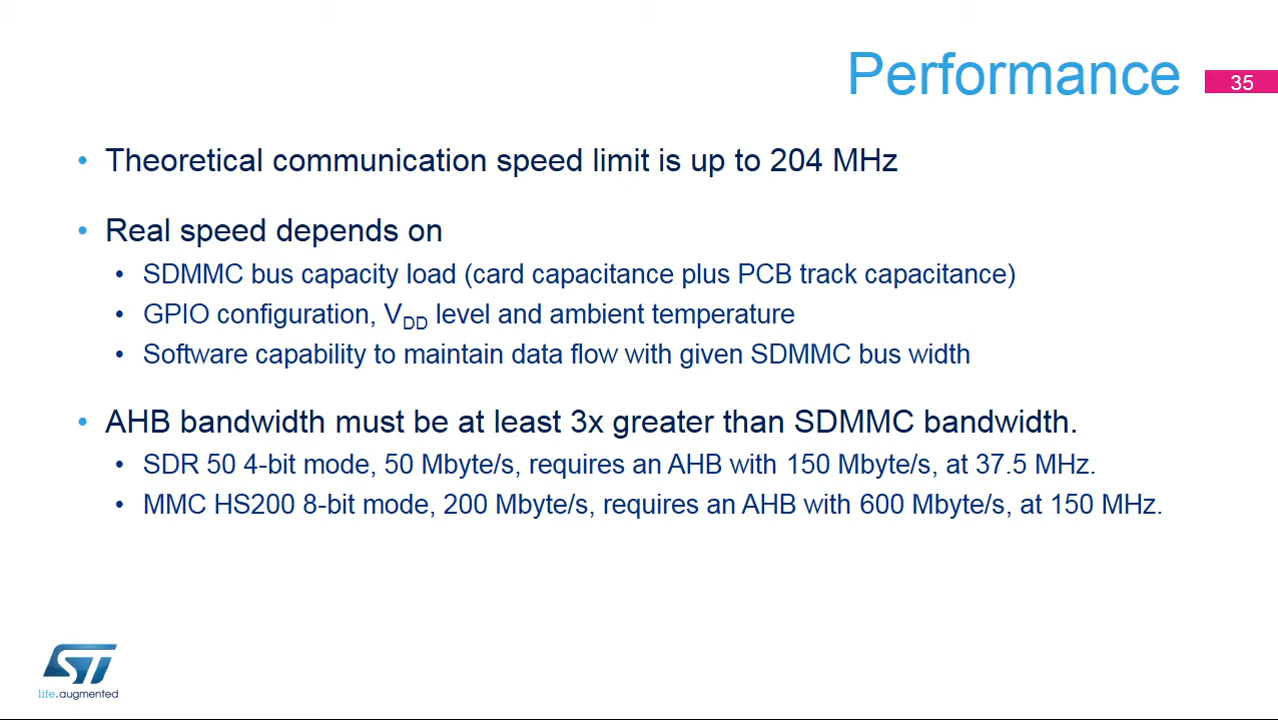 Performance
35
• Theoretical communication speed limit is up to 204 MHz
• Real speed depends on
• SDMMC bus capacity load (card capacitance plus PCB track capacitance)
• GPIO configuration, VDD level and ambient temperature
• Software capability to maintain data flow with given SDMMC bus width
• AHB bandwidth must be at least 3x greater than SDMMC bandwidth.
• SDR 50 4-bit mode, 50 Mbyte/s, requires an AHB with 150 Mbyte/s, at 37.5 MHz.
• MMC HS200 8-bit mode, 200 Mbyte/s, requires an AHB with 600 Mbyte/s, at 150 MHz.
ST
life.augmented